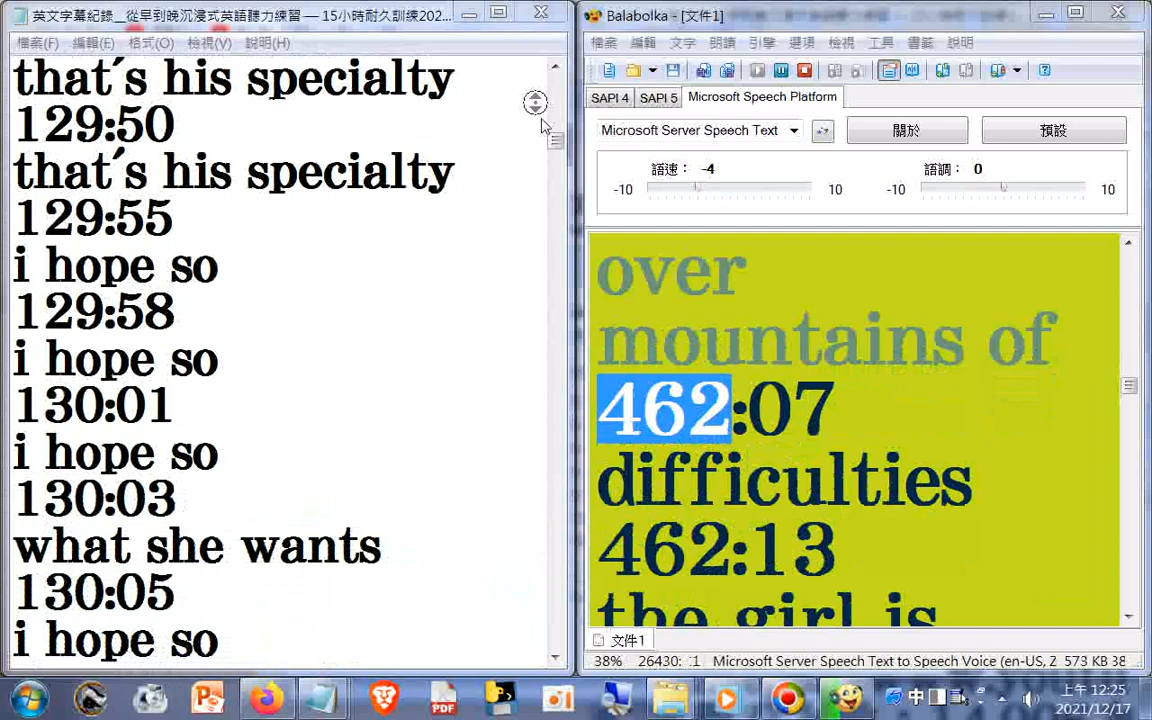 英文字幕紀錄__從早到晚沉浸式英語聽力練習 — 15小時耐久訓練202...
檔案(F) 編輯(E) 格式(O) 檢視(V) 說明(H)
that's his specialty
129:50
that's his specialty
129:55
i hope so
129:58
i hope so
130:01
i hope so
130:03
what she wants
130:05
i hope so
Balabolka - [文件1]
檔案 編輯 文字 朗讀 引擎 選項 檢視 工具 書籤 說明
SAPI 4 SAPI 5 Microsoft Speech Platform
Microsoft Server Speech Text 關於 預設
語速： -4 語調： 0
-10 10 -10 10
over
mountains of
462:07
difficulties
462:13
the girl is
文件1
38% 26430: :1 Microsoft Server Speech Text to Speech Voice (en-US, 2 573 KB 38
PDF
中
上午 12:25
2021/12/17